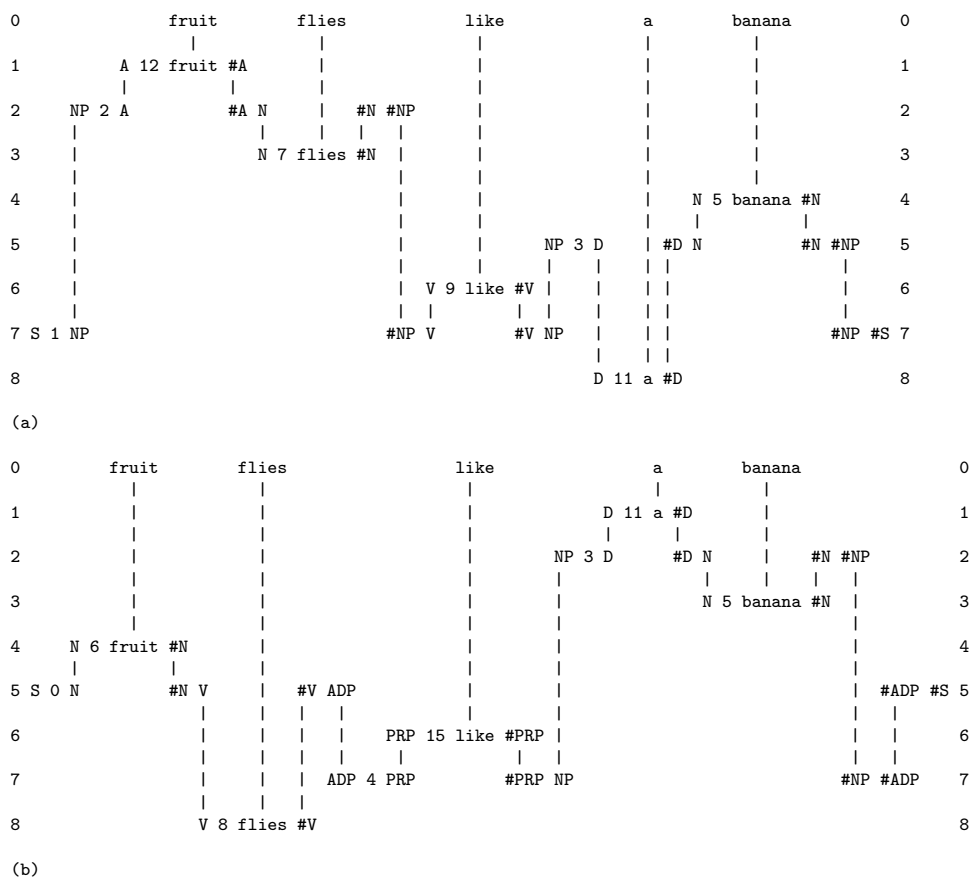 0 fruit flies like a banana 0
1 A 12 fruit #A 1
2 NP 2 A #A N #N #NP 2
3 N 7 flies #N 3
4 N 5 banana #N 4
5 NP 3 D #D N #N #NP 5
6 V 9 like #V 6
7 S 1 NP #NP V #V NP #NP #S 7
8 D 11 a #D 8
(a)
0 fruit flies like a banana 0
1 D 11 a #D 1
2 NP 3 D #D N #N #NP 2
3 N 5 banana #N 3
4 N 6 fruit #N 4
5 S 0 N #N V #V ADP #ADP #S 5
6 PRP 15 like #PRP 6
7 ADP 4 PRP #PRP NP #NP #ADP 7
8 V 8 flies #V 8
(b)